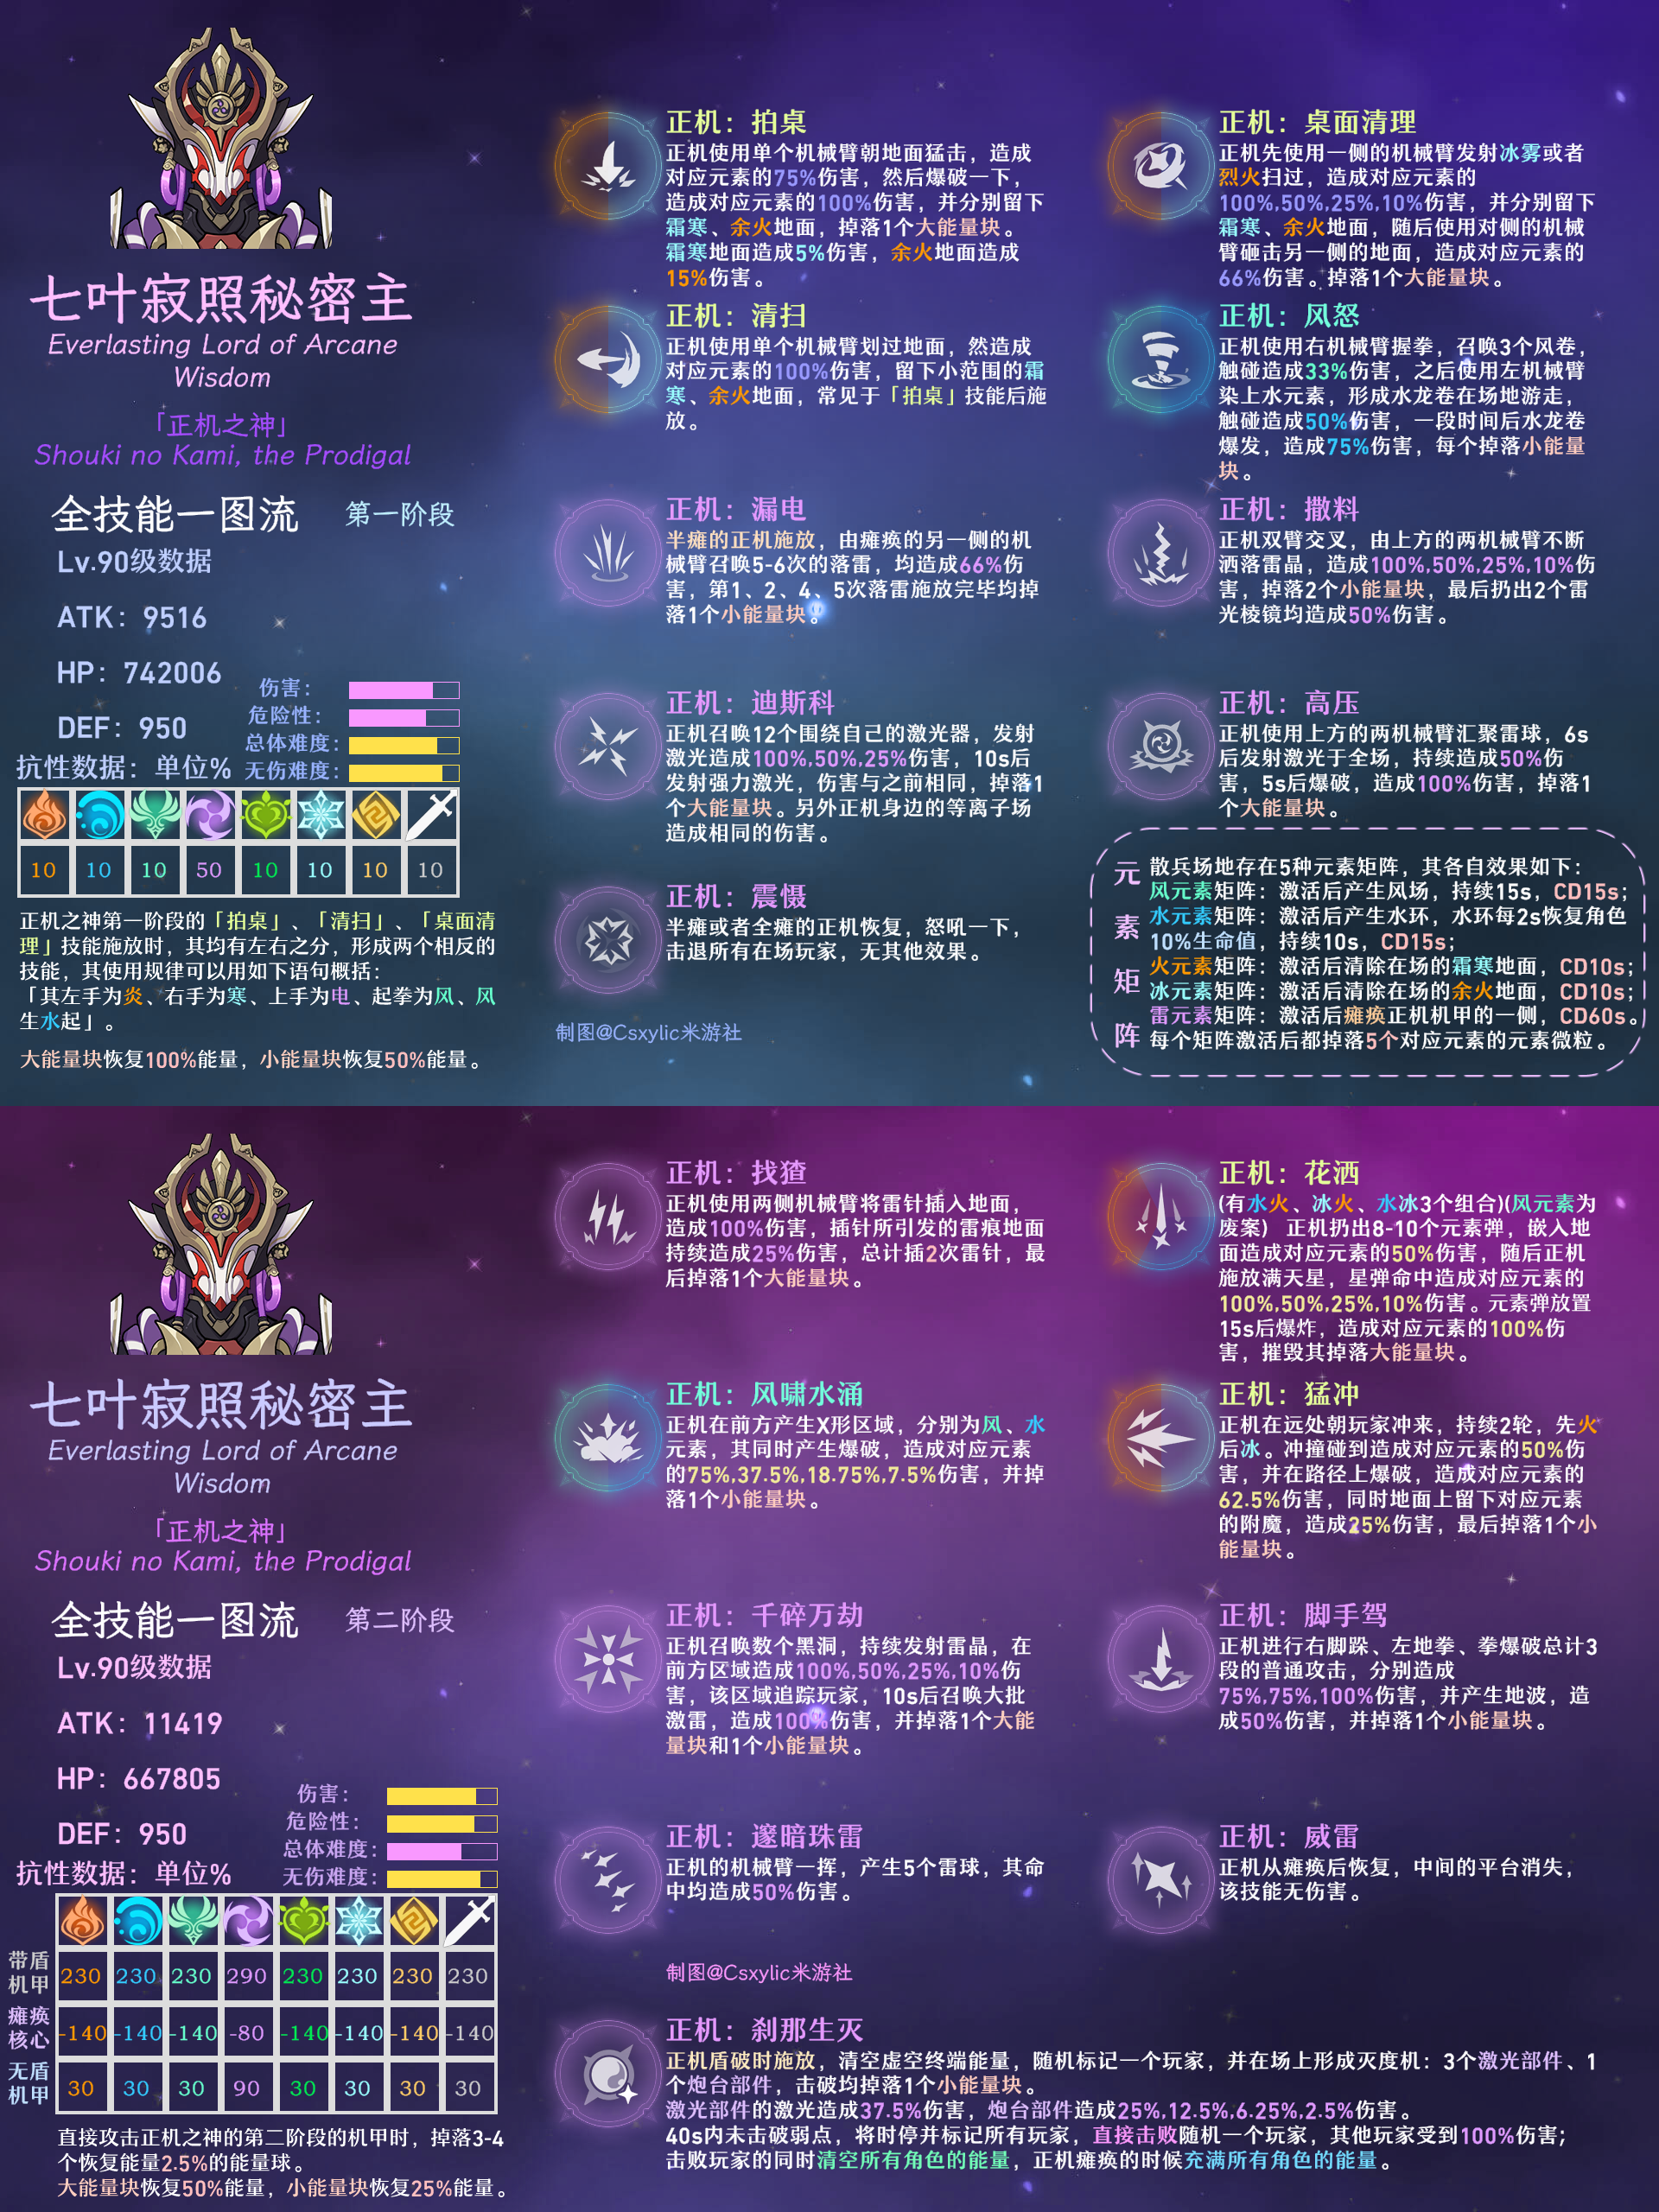 七叶寂照秘密主
Everlasting Lord of Arcane
Wisdom
「正机之神」
Shouki no Kami, the Prodigal
全技能一图流 第一阶段
Lv.90级数据
ATK：9516
HP：742006
DEF：950
伤害：
危险性：
总体难度：
无伤难度：
抗性数据：单位%
10 10 10 50 10 10 10 10
正机之神第一阶段的「拍桌」、「清扫」、「桌面清
理」技能施放时，其均有左右之分，形成两个相反的
技能，其使用规律可以用如下语句概括：
「其左手为炎、右手为寒、上手为电、起拳为风、风
生水起」。
大能量块恢复100%能量，小能量块恢复50%能量。
正机：拍桌
正机使用单个机械臂朝地面猛击，造成
对应元素的75%伤害，然后爆破一下，
造成对应元素的100%伤害，并分别留下
霜寒、余火地面，掉落1个大能量块。
霜寒地面造成5%伤害，余火地面造成
15%伤害。
正机：桌面清理
正机先使用一侧的机械臂发射冰雾或者
烈火扫过，造成对应元素的
100%,50%,25%,10%伤害，并分别留下
霜寒、余火地面，随后使用对侧的机械
臂砸击另一侧的地面，造成对应元素的
66%伤害。掉落1个大能量块。
正机：清扫
正机使用单个机械臂划过地面，然造成
对应元素的100%伤害，留下小范围的霜
寒、余火地面，常见于「拍桌」技能后施
放。
正机：风怒
正机使用右机械臂握拳，召唤3个风卷，
触碰造成33%伤害，之后使用左机械臂
染上水元素，形成水龙卷在场地游走，
触碰造成50%伤害，一段时间后水龙卷
爆发，造成75%伤害，每个掉落小能量
块。
正机：漏电
半瘫的正机施放，由瘫痪的另一侧的机
械臂召唤5-6次的落雷，均造成66%伤
害，第1、2、4、5次落雷施放完毕均掉
落1个小能量块。
正机：撒料
正机双臂交叉，由上方的两机械臂不断
洒落雷晶，造成100%,50%,25%,10%伤
害，掉落2个小能量块，最后扔出2个雷
光棱镜均造成50%伤害。
正机：迪斯科
正机召唤12个围绕自己的激光器，发射
激光造成100%,50%,25%伤害，10s后
发射强力激光，伤害与之前相同，掉落1
个大能量块。另外正机身边的等离子场
造成相同的伤害。
正机：高压
正机使用上方的两机械臂汇聚雷球，6s
后发射激光于全场，持续造成50%伤
害，5s后爆破，造成100%伤害，掉落1
个大能量块。
正机：震慑
半瘫或者全瘫的正机恢复，怒吼一下，
击退所有在场玩家，无其他效果。
制图@Csxylic米游社
元素矩阵
散兵场地存在5种元素矩阵，其各自效果如下：
风元素矩阵：激活后产生风场，持续15s，CD15s；
水元素矩阵：激活后产生水环，水环每2s恢复角色
10%生命值，持续10s，CD15s；
火元素矩阵：激活后清除在场的霜寒地面，CD10s；
冰元素矩阵：激活后清除在场的余火地面，CD10s；
雷元素矩阵：激活后瘫痪正机机甲的一侧，CD60s。
每个矩阵激活后都掉落5个对应元素的元素微粒。
七叶寂照秘密主
Everlasting Lord of Arcane
Wisdom
「正机之神」
Shouki no Kami, the Prodigal
全技能一图流 第二阶段
Lv.90级数据
ATK：11419
HP：667805
DEF：950
伤害：
危险性：
总体难度：
无伤难度：
抗性数据：单位%
带盾机甲 230 230 230 290 230 230 230 230
瘫痪核心 -140 -140 -140 -80 -140 -140 -140 -140
无盾机甲 30 30 30 90 30 30 30 30
直接攻击正机之神的第二阶段的机甲时，掉落3-4
个恢复能量2.5%的能量球。
大能量块恢复50%能量，小能量块恢复25%能量。
正机：找碴
正机使用两侧机械臂将雷针插入地面，
造成100%伤害，插针所引发的雷痕地面
持续造成25%伤害，总计插2次雷针，最
后掉落1个大能量块。
正机：花洒
(有水火、冰火、水冰3个组合)(风元素为
废案) 正机扔出8-10个元素弹，嵌入地
面造成对应元素的50%伤害，随后正机
施放满天星，星弹命中造成对应元素的
100%,50%,25%,10%伤害。元素弹放置
15s后爆炸，造成对应元素的100%伤
害，摧毁其掉落大能量块。
正机：风啸水涌
正机在前方产生X形区域，分别为风、水
元素，其同时产生爆破，造成对应元素
的75%,37.5%,18.75%,7.5%伤害，并掉
落1个小能量块。
正机：猛冲
正机在远处朝玩家冲来，持续2轮，先火
后冰。冲撞碰到造成对应元素的50%伤
害，并在路径上爆破，造成对应元素的
62.5%伤害，同时地面上留下对应元素
的附魔，造成25%伤害，最后掉落1个小
能量块。
正机：千碎万劫
正机召唤数个黑洞，持续发射雷晶，在
前方区域造成100%,50%,25%,10%伤
害，该区域追踪玩家，10s后召唤大批
激雷，造成100%伤害，并掉落1个大能
量块和1个小能量块。
正机：脚手驾
正机进行右脚跺、左地拳、拳爆破总计3
段的普通攻击，分别造成
75%,75%,100%伤害，并产生地波，造
成50%伤害，并掉落1个小能量块。
正机：邃暗珠雷
正机的机械臂一挥，产生5个雷球，其命
中均造成50%伤害。
正机：威雷
正机从瘫痪后恢复，中间的平台消失，
该技能无伤害。
制图@Csxylic米游社
正机：刹那生灭
正机盾破时施放，清空虚空终端能量，随机标记一个玩家，并在场上形成灭度机：3个激光部件、1
个炮台部件，击破均掉落1个小能量块。
激光部件的激光造成37.5%伤害，炮台部件造成25%,12.5%,6.25%,2.5%伤害。
40s内未击破弱点，将时停并标记所有玩家，直接击败随机一个玩家，其他玩家受到100%伤害；
击败玩家的同时清空所有角色的能量，正机瘫痪的时候充满所有角色的能量。